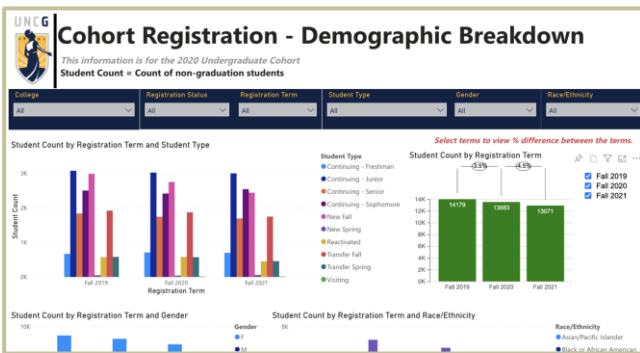 UNCG
Cohort Registration - Demographic Breakdown
This information is for the 2020 Undergraduate Cohort
Student Count = Count of non-graduation students
College
Registration Status
Registration Term
Student Type
Gender
Race/Ethnicity
All
All
All
All
All
All
Select terms to view % difference between the terms.
Student Count by Registration Term and Student Type
3K
2K
1K
0K
Student Count
Fall 2019
Fall 2020
Fall 2021
Registration Term
Student Type
Continuing - Freshman
Continuing - Junior
Continuing - Senior
Continuing - Sophomore
New Fall
New Spring
Reactivated
Transfer Fall
Transfer Spring
Visiting
Student Count by Registration Term
(-3.5%)
(-4.5%)
14K
12K
10K
8K
6K
4K
2K
0K
14179
13683
13071
Fall 2019
Fall 2020
Fall 2021
Fall 2019
Fall 2020
Fall 2021
Student Count by Registration Term and Gender
10K
Gender
F
M
Student Count by Registration Term and Race/Ethnicity
8K
Race/Ethnicity
Asian/Pacific Islander
Black or African American